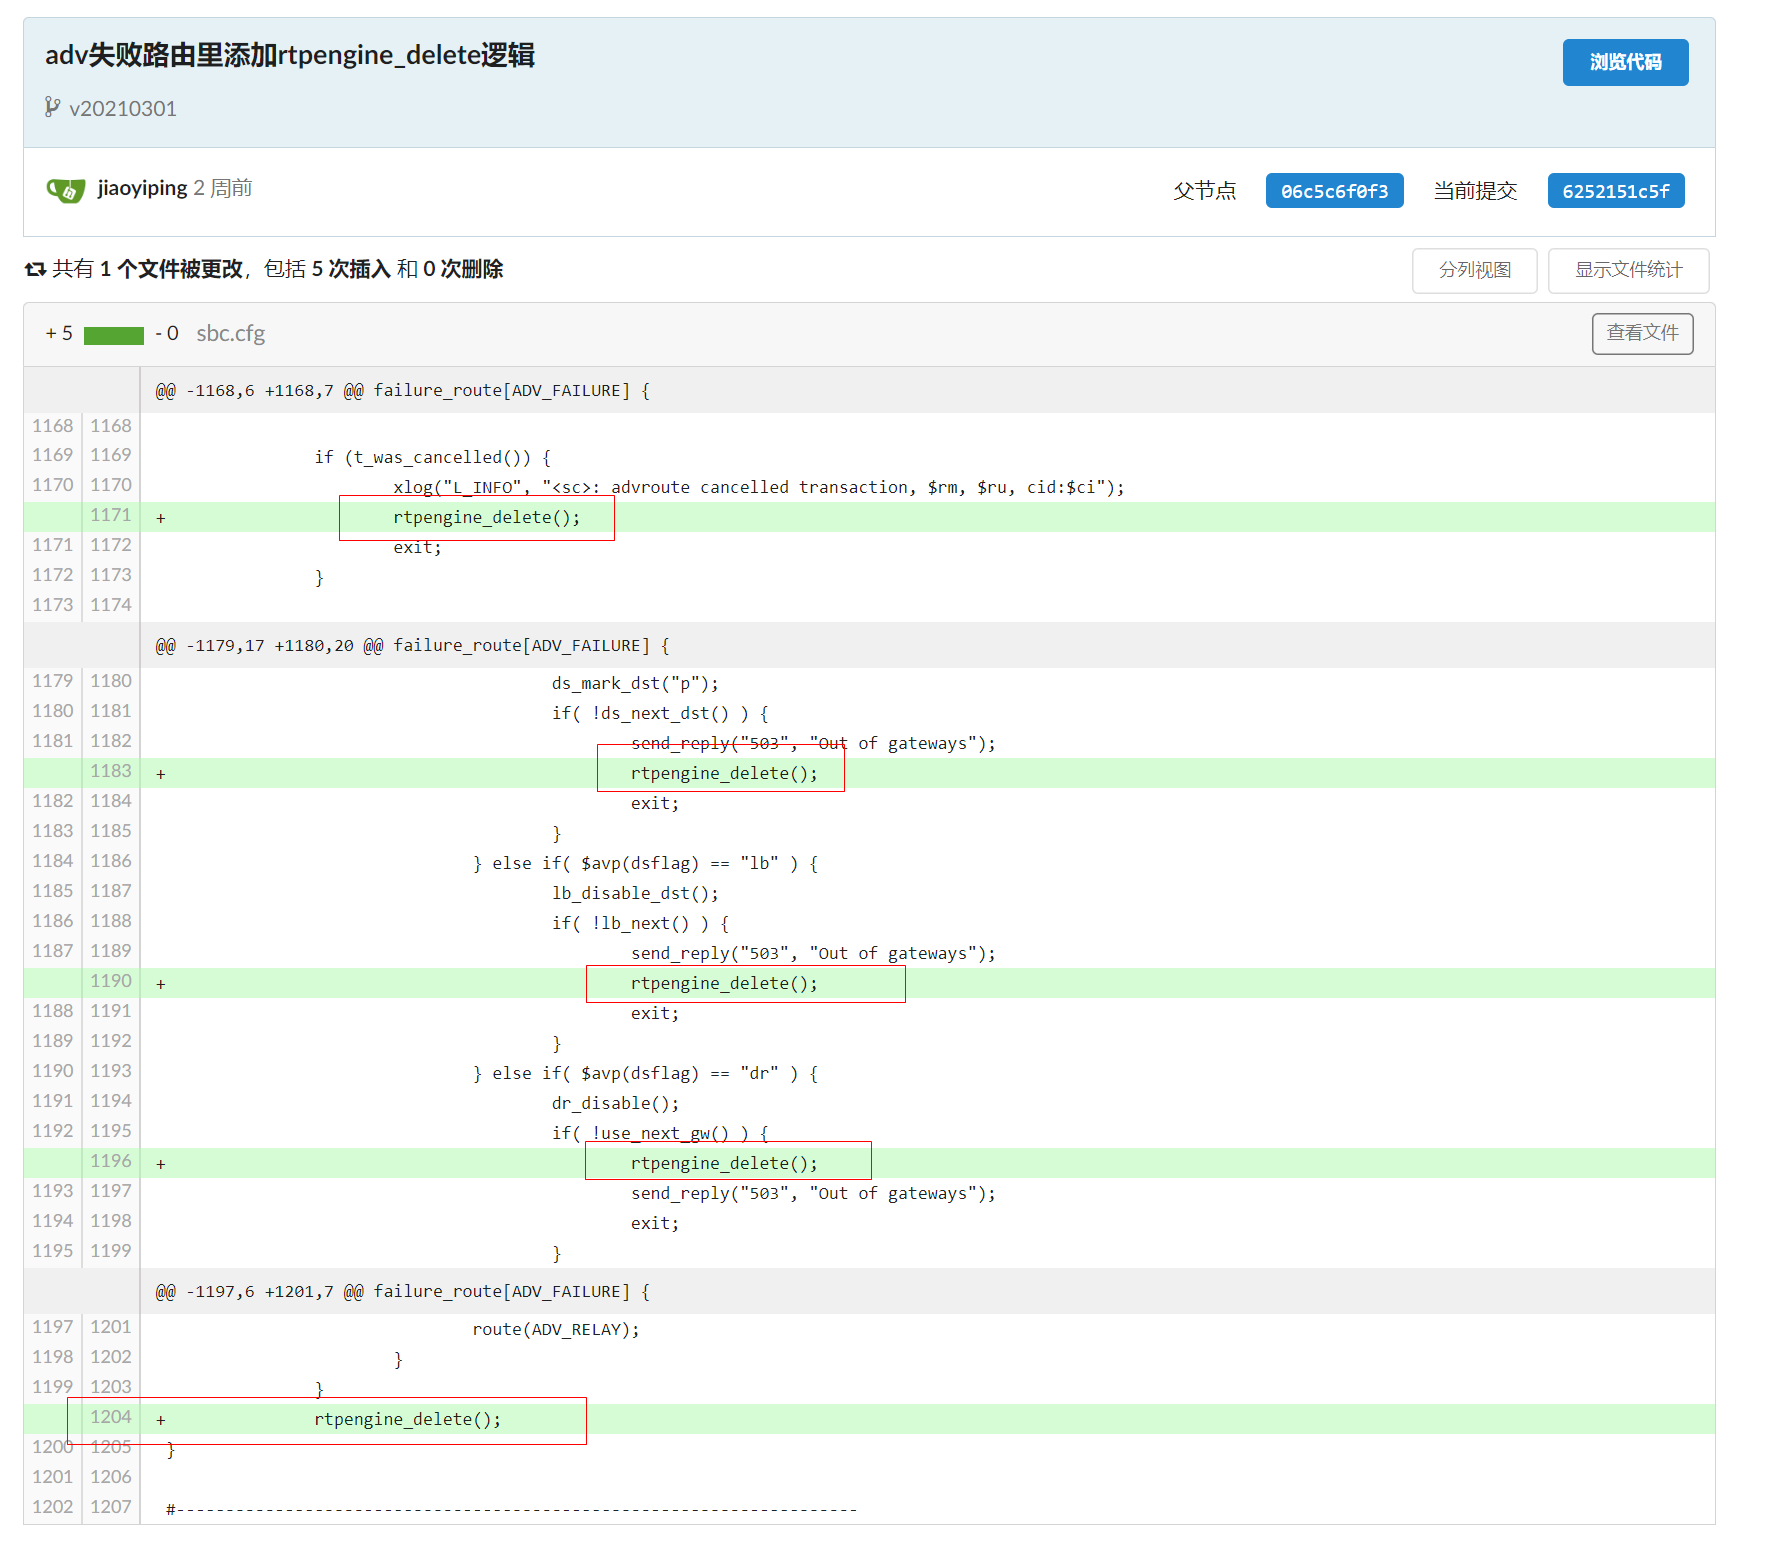 adv失败路由里添加rtpengine_delete逻辑
浏览代码
v20210301
jiaoyiping 2 周前
父节点 06c5c6f0f3 当前提交 6252151c5f
共有 1 个文件被更改，包括 5 次插入 和 0 次删除
分列视图 显示文件统计
+ 5 - 0 sbc.cfg 查看文件
@@ -1168,6 +1168,7 @@ failure_route[ADV_FAILURE] {
1168 1168
1169 1169 if (t_was_cancelled()) {
1170 1170 xlog("L_INFO", "<sc>: advroute cancelled transaction, $rm, $ru, cid:$ci");
1171 + rtpengine_delete();
1171 1172 exit;
1172 1173 }
1173 1174
@@ -1179,17 +1180,20 @@ failure_route[ADV_FAILURE] {
1179 1180 ds_mark_dst("p");
1180 1181 if( !ds_next_dst() ) {
1181 1182 send_reply("503", "Out of gateways");
1183 + rtpengine_delete();
1182 1184 exit;
1183 1185 }
1184 1186 } else if( $avp(dsflag) == "lb" ) {
1185 1187 lb_disable_dst();
1186 1188 if( !lb_next() ) {
1187 1189 send_reply("503", "Out of gateways");
1190 + rtpengine_delete();
1188 1191 exit;
1189 1192 }
1190 1193 } else if( $avp(dsflag) == "dr" ) {
1191 1194 dr_disable();
1192 1195 if( !use_next_gw() ) {
1196 + rtpengine_delete();
1193 1197 send_reply("503", "Out of gateways");
1194 1198 exit;
1195 1199 }
@@ -1197,6 +1201,7 @@ failure_route[ADV_FAILURE] {
1197 1201 route(ADV_RELAY);
1198 1202 }
1199 1203 }
1204 + rtpengine_delete();
1200 1205 }
1201 1206
1202 1207 #---------------------------------------------------------------------